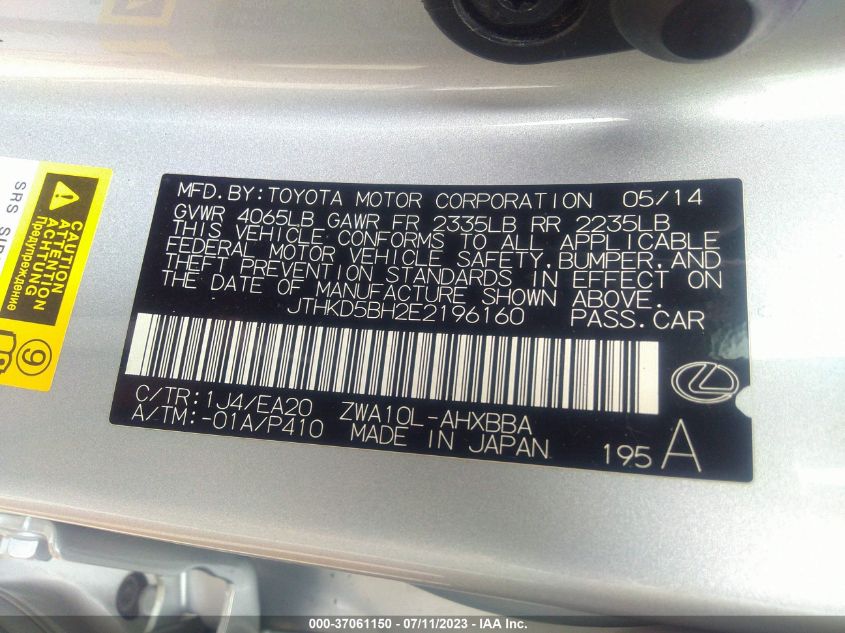 MFD.BY:TOYOTA MOTOR CORPORATION 05/14
GVWR 4065LB GAWR FR 2335LB RR 2235LB
THIS VEHICLE CONFORMS TO ALL APPLICABLE
FEDERAL MOTOR VEHICLE SAFETY,BUMPER,AND
THEFT PREVENTION STANDARDS IN EFFECT ON
THE DATE OF MANUFACTURE SHOWN ABOVE.
JTHKD5BH2E2196160 PASS.CAR
C/TR:1J4/EA20 ZWA10L-AHXBBA
A/TM:-01A/P410 MADE IN JAPAN
195 A
SRS
CAUTION
ATTENTION
ACHTUNG
Предупреждение
9
000-37061150 - 07/11/2023 - IAA Inc.